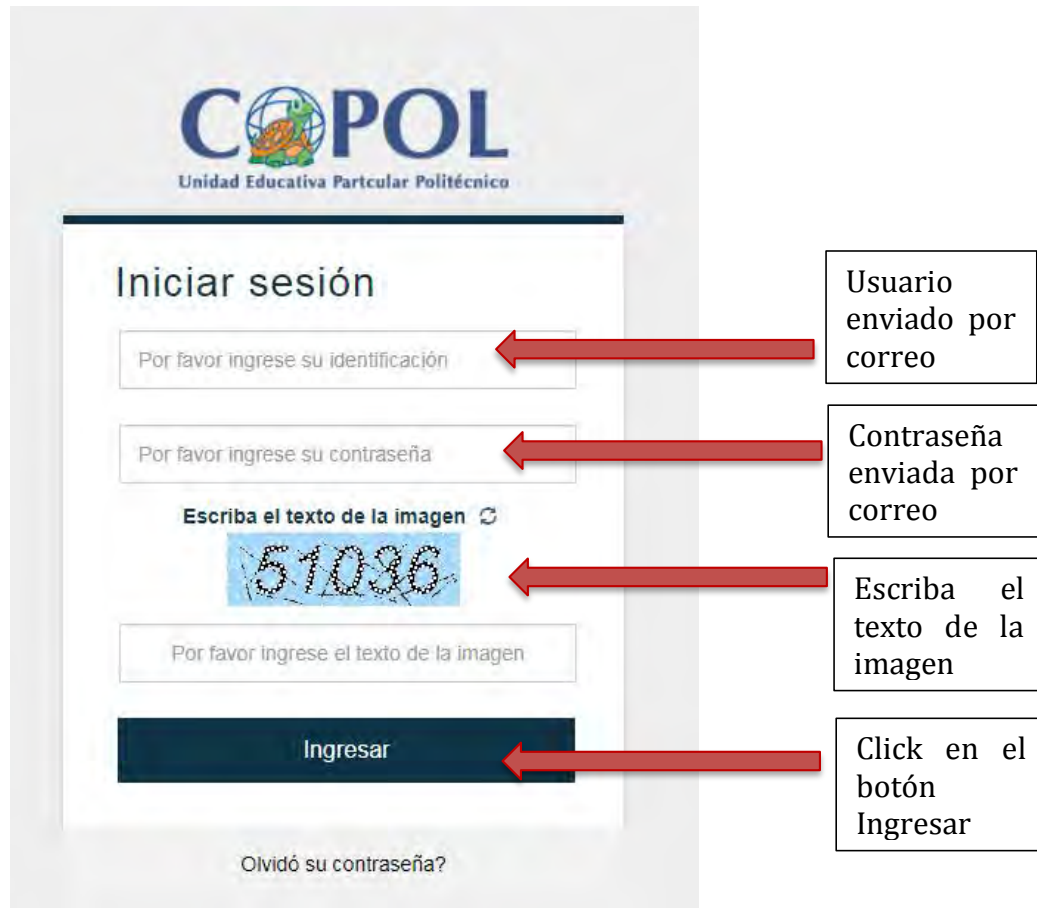 COPOL
Unidad Educativa Partcular Politécnico
Iniciar sesión
Por favor ingrese su identificación
Usuario
enviado por
correo
Por favor ingrese su contraseña
Contraseña
enviada por
correo
Escriba el texto de la imagen
51036
Escriba el
texto de la
imagen
Por favor ingrese el texto de la imagen
Ingresar
Click en el
botón
Ingresar
Olvidó su contraseña?